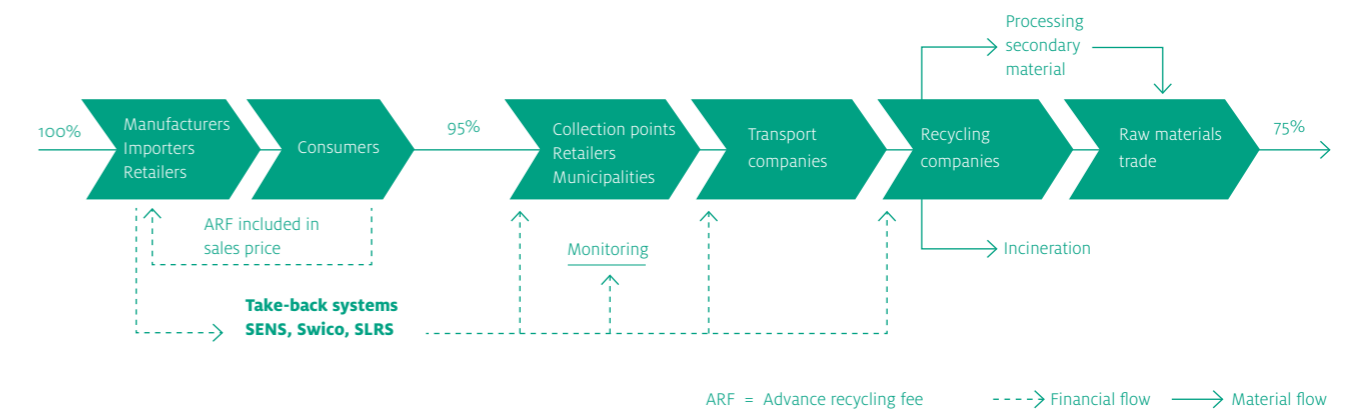 Processing
secondary
material
100%
Manufacturers
Importers
Retailers
Consumers
95%
Collection points
Retailers
Municipalities
Transport
companies
Recycling
companies
Raw materials
trade
75%
ARF included in
sales price
Monitoring
Incineration
Take-back systems
SENS, Swico, SLRS
ARF = Advance recycling fee
Financial flow
Material flow